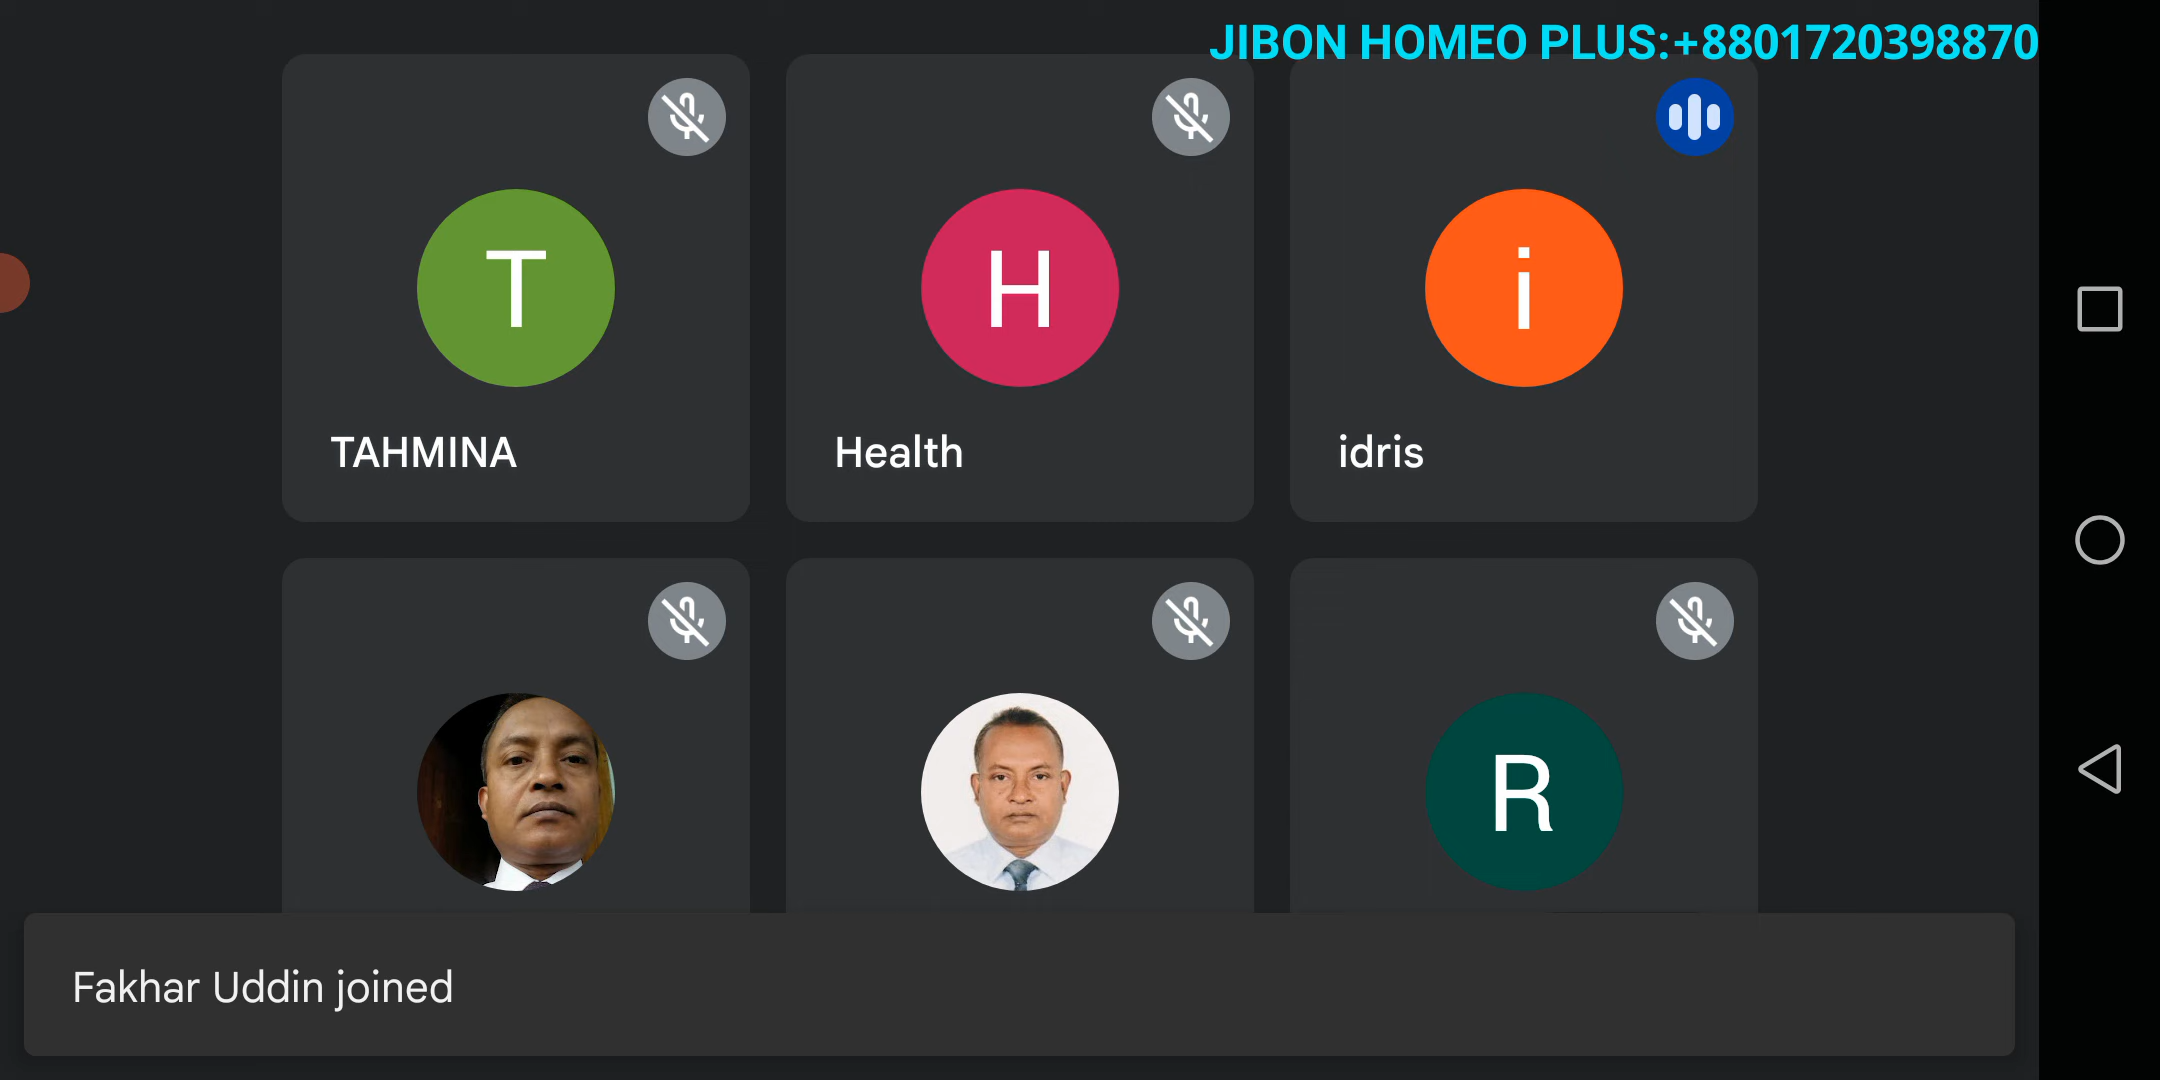 JIBON HOMEO PLUS:+8801720398870
T
H
i
TAHMINA
Health
idris
R
Fakhar Uddin joined